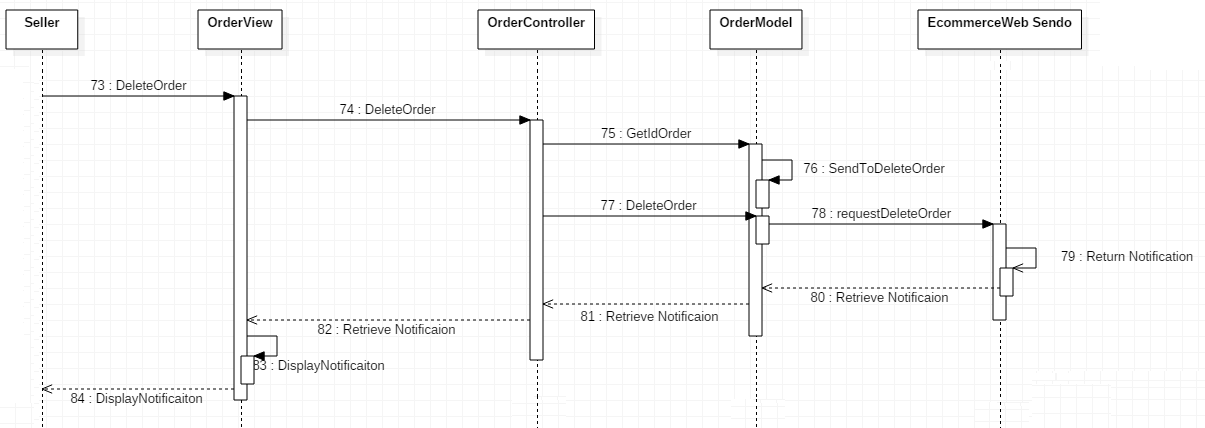 Seller
OrderView
OrderController
OrderModel
EcommerceWeb Sendo
73 : DeleteOrder
74 : DeleteOrder
75 : GetIdOrder
76 : SendToDeleteOrder
77 : DeleteOrder
78 : requestDeleteOrder
79 : Return Notification
80 : Retrieve Notificaion
81 : Retrieve Notificaion
82 : Retrieve Notificaion
83 : DisplayNotificaiton
84 : DisplayNotificaiton